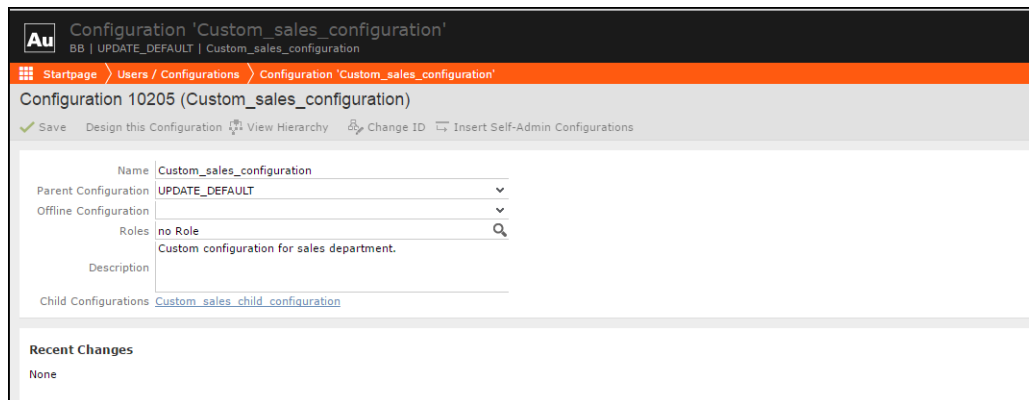 Au
Configuration 'Custom_sales_configuration'
BB | UPDATE_DEFAULT | Custom_sales_configuration
Startpage Users / Configurations Configuration 'Custom_sales_configuration'
Configuration 10205 (Custom_sales_configuration)
Save Design this Configuration View Hierarchy Change ID Insert Self-Admin Configurations
Name Custom_sales_configuration
Parent Configuration UPDATE_DEFAULT
Offline Configuration
Roles no Role
Custom configuration for sales department.
Description
Child Configurations Custom_sales_child_configuration
Recent Changes
None